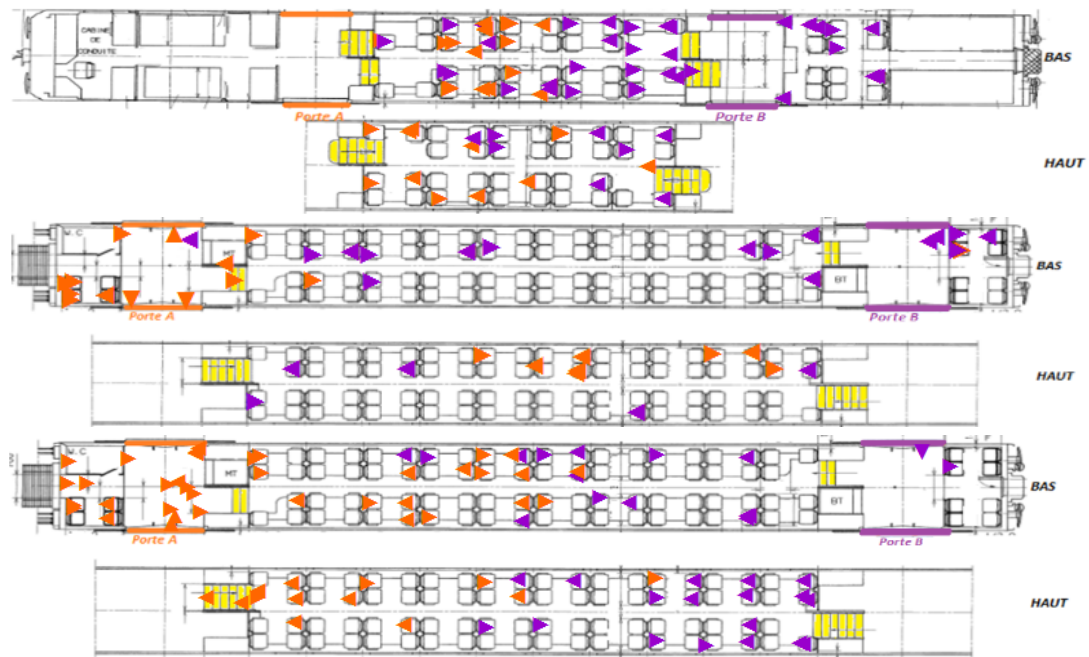 CABINE
DE
CONDUITE
BAS
Porte A
Porte B
HAUT
W.C
MT
BT
BAS
Porte A
Porte B
HAUT
W.C
MT
BT
BAS
Porte A
Porte B
HAUT